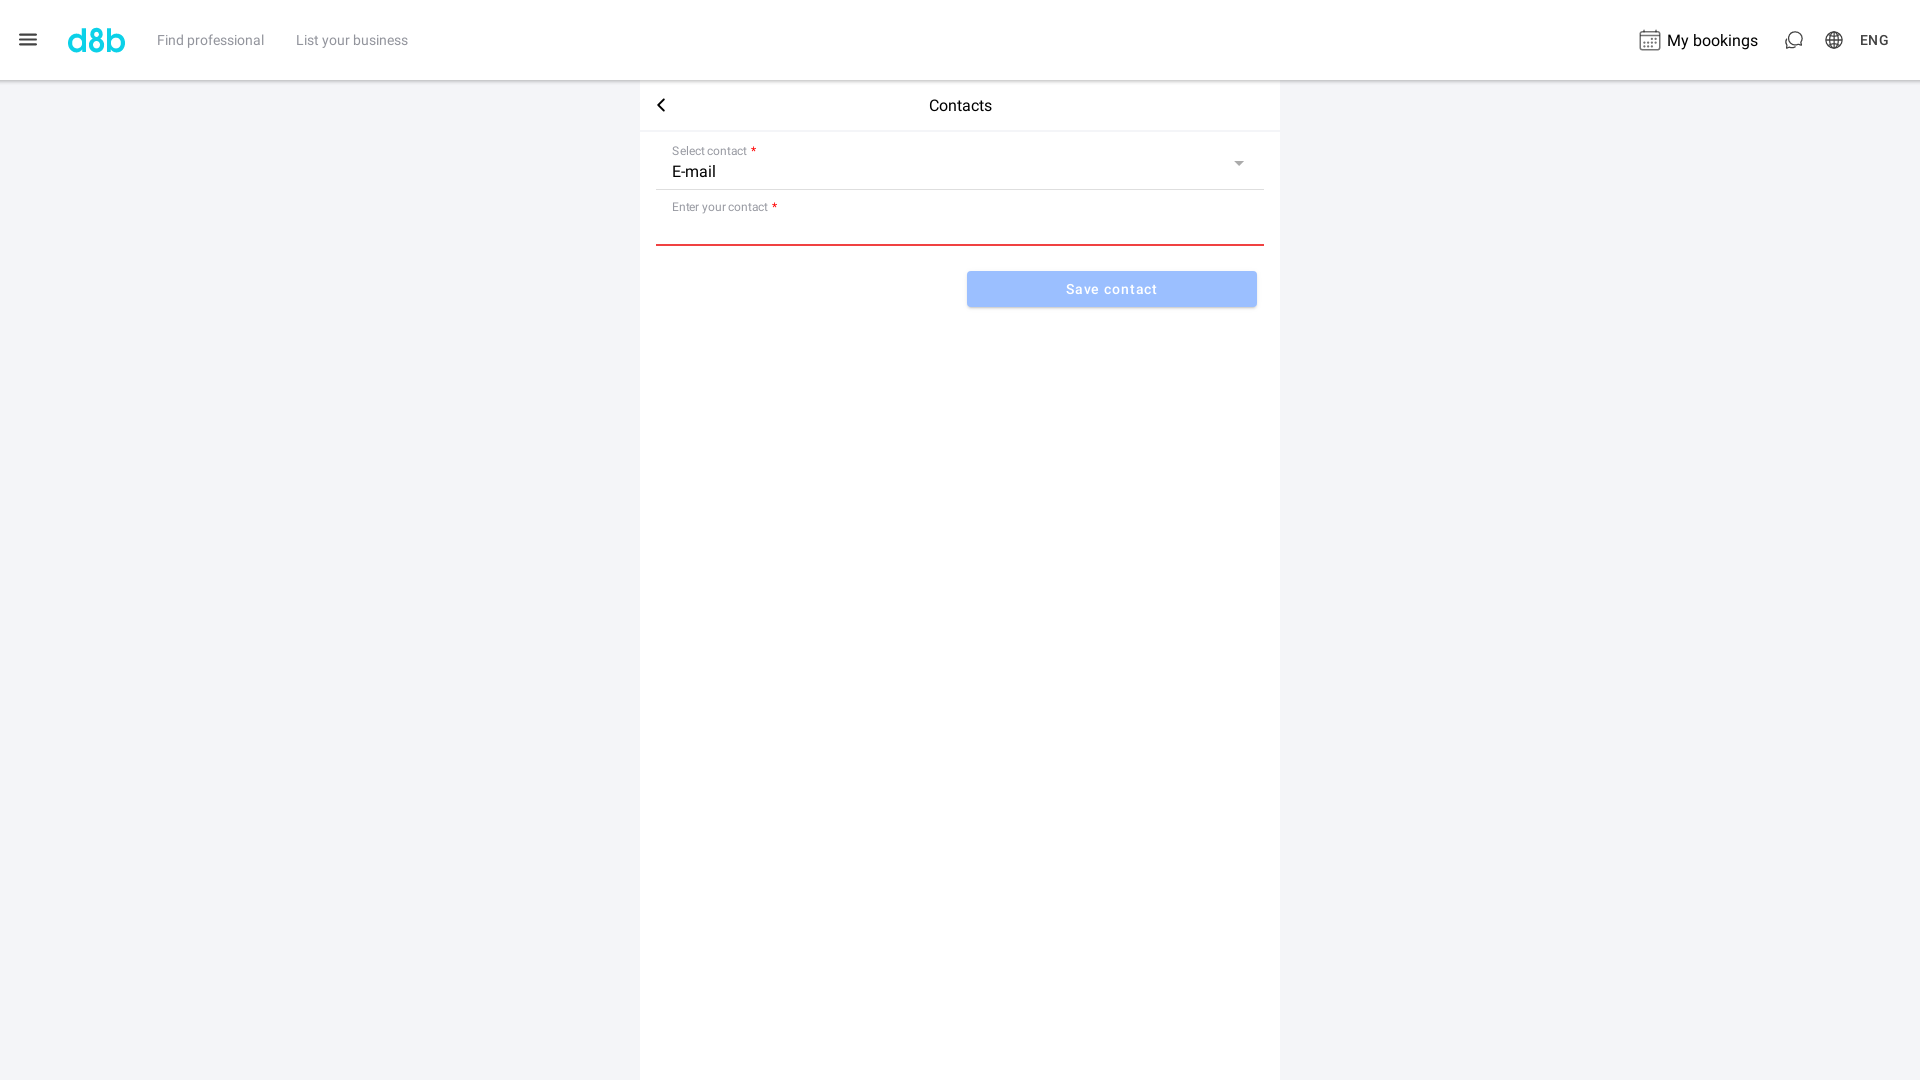 d8b
Find professional
List your business
My bookings
ENG
Contacts
Select contact *
E-mail
Enter your contact *
Save contact